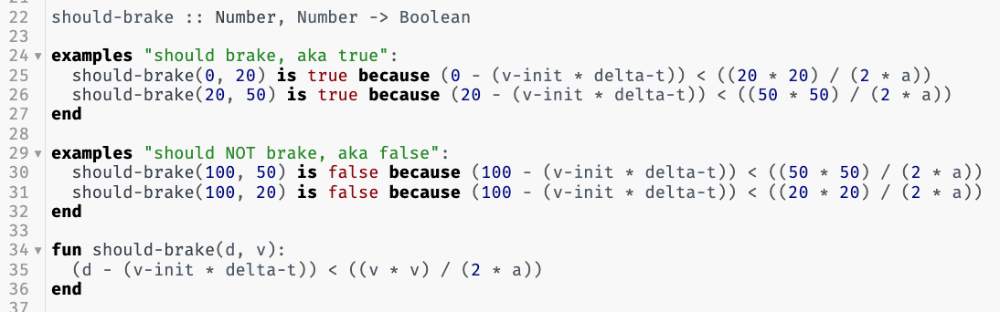 22 should-brake :: Number, Number -> Boolean
23
24 examples "should brake, aka true":
25   should-brake(0, 20) is true because (0 - (v-init * delta-t)) < ((20 * 20) / (2 * a))
26   should-brake(20, 50) is true because (20 - (v-init * delta-t)) < ((50 * 50) / (2 * a))
27 end
28
29 examples "should NOT brake, aka false":
30   should-brake(100, 50) is false because (100 - (v-init * delta-t)) < ((50 * 50) / (2 * a))
31   should-brake(100, 20) is false because (100 - (v-init * delta-t)) < ((20 * 20) / (2 * a))
32 end
33
34 fun should-brake(d, v):
35   (d - (v-init * delta-t)) < ((v * v) / (2 * a))
36 end
37